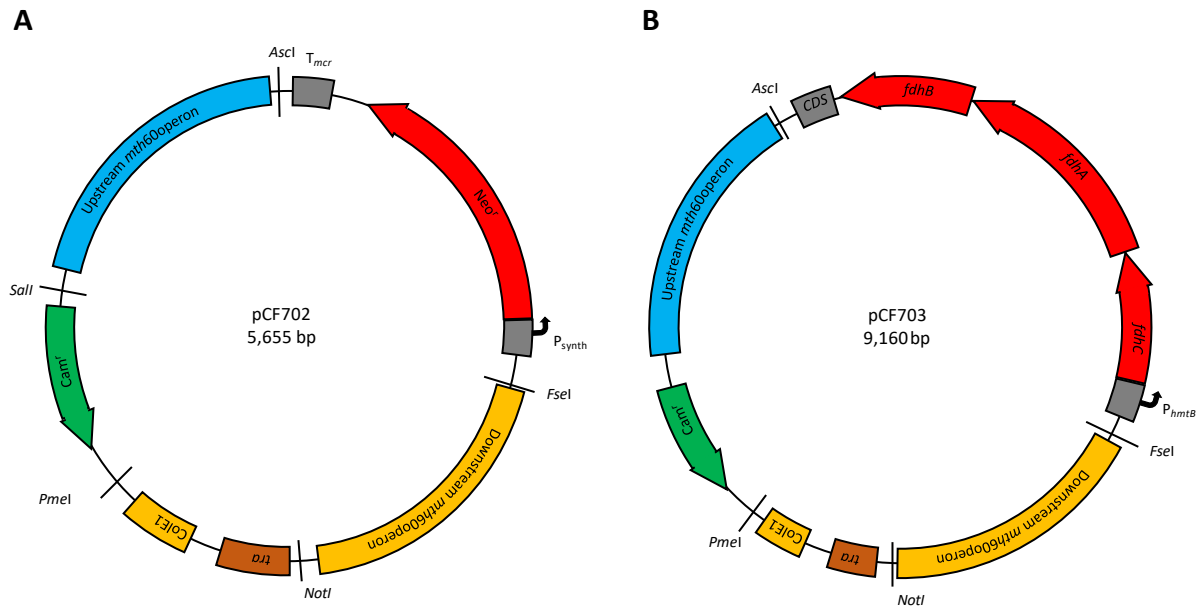 A
AscI
Tmcr
Upstream mth60operon
Neor
SalI
pCF702
5,655 bp
Psynth
Camr
FseI
Downstream mth60operon
PmeI
ColE1
tra
NotI
B
AscI
CDS
fdhB
fdhA
Upstream mth60operon
pCF703
9,160 bp
fdhC
PhmtB
Camr
FseI
Downstream mth60operon
PmeI
ColE1
tra
NotI